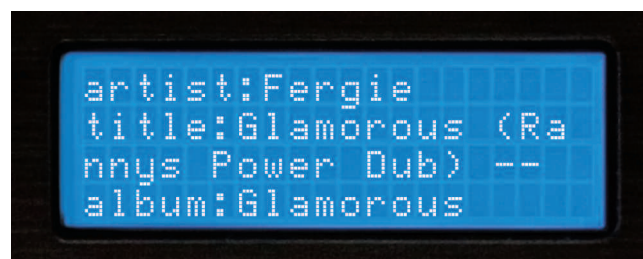 artist:Fergie
title:Glamorous (Ra
nnys Power Dub) --
album:Glamorous